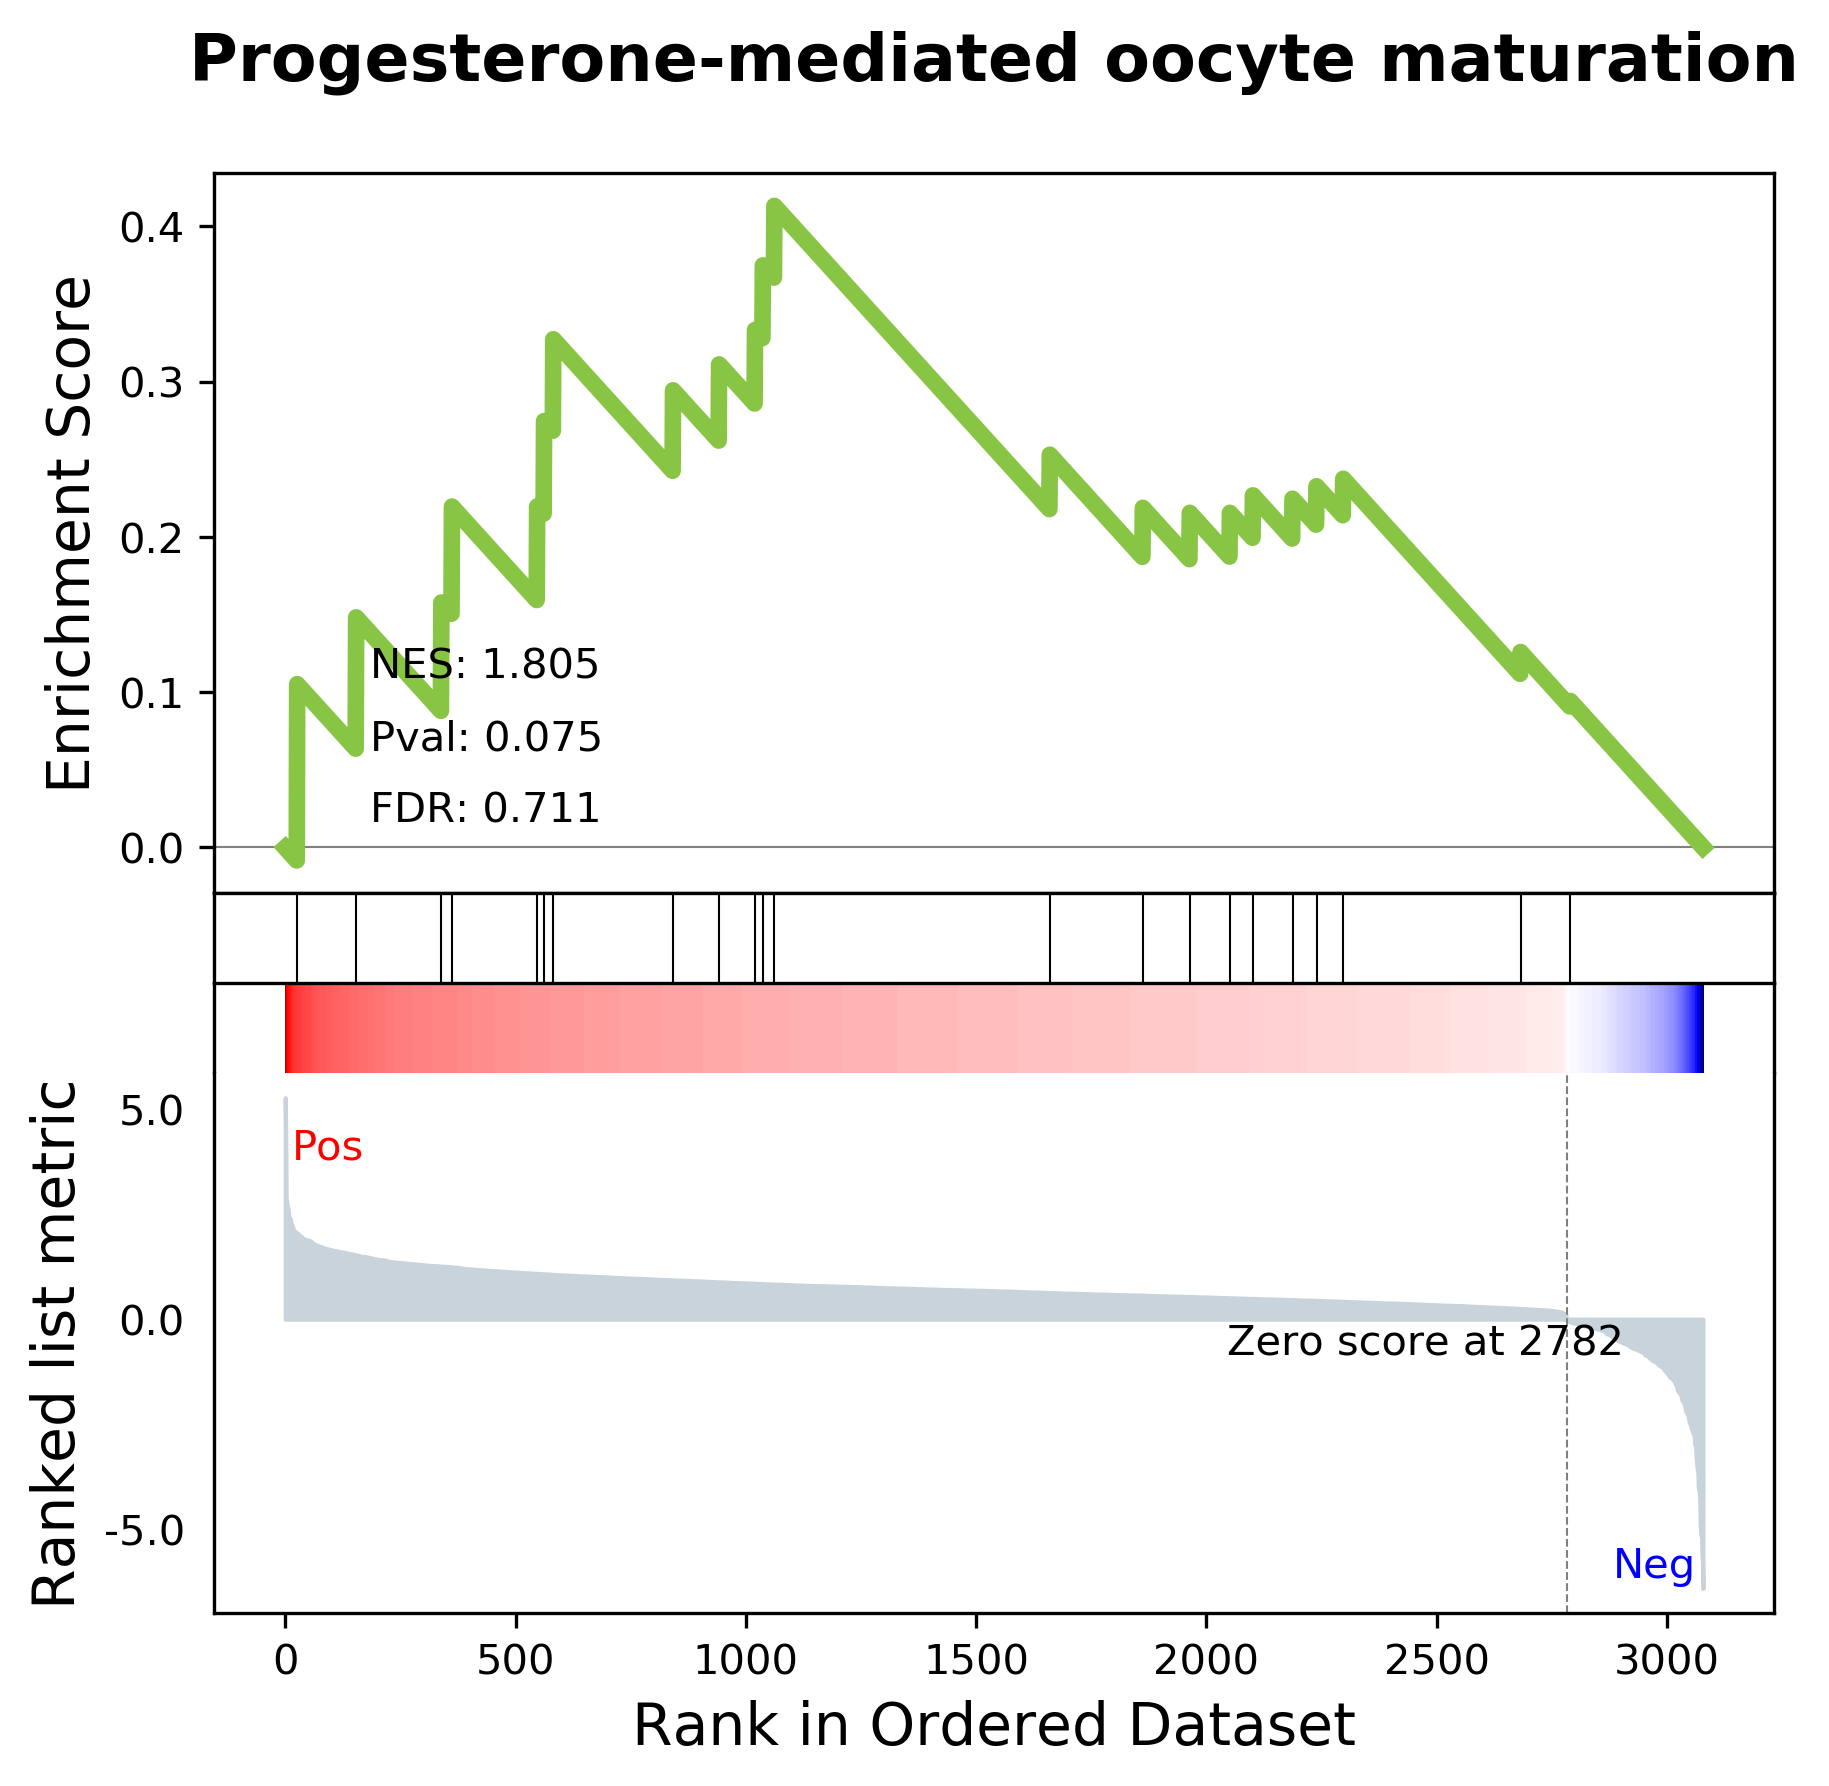 Progesterone-mediated oocyte maturation
Enrichment Score
0.4
0.3
0.2
0.1
0.0
NES: 1.805
Pval: 0.075
FDR: 0.711
Ranked list metric
5.0
0.0
-5.0
Pos
Zero score at 2782
Neg
0 500 1000 1500 2000 2500 3000
Rank in Ordered Dataset